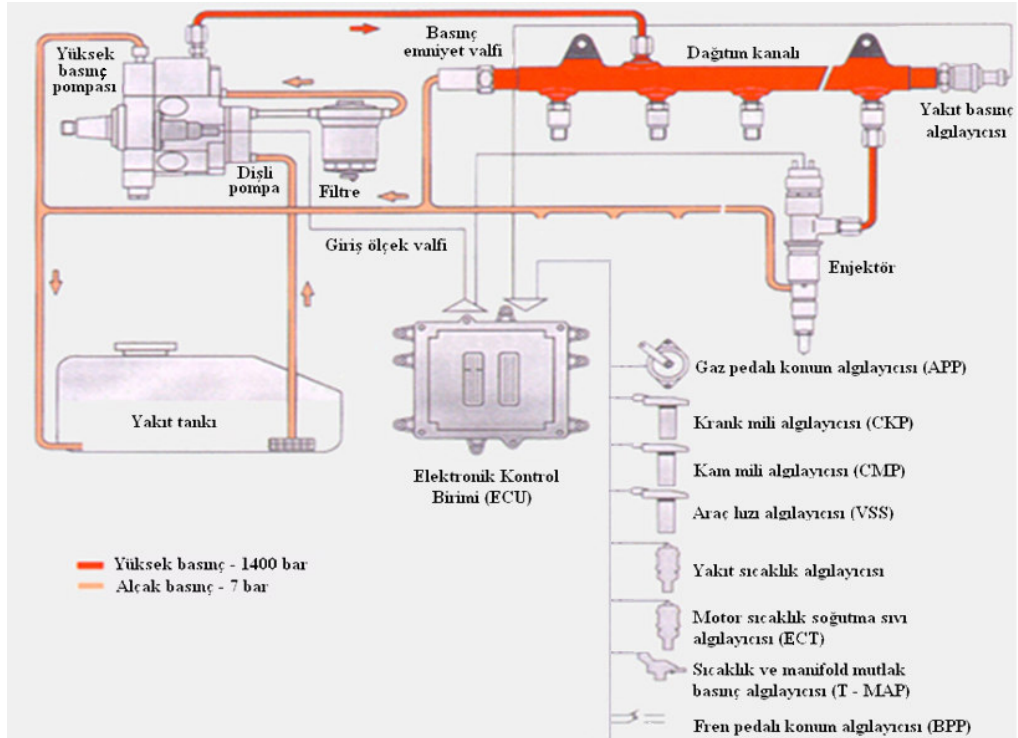 Yüksek
basınç
pompası
Basınç
emniyet valfi
Dağıtım kanalı
Yakıt basınç
algılayıcısı
Dişli
pompa
Filtre
Giriş ölçek valfi
Enjektör
Yakıt tankı
Elektronik Kontrol
Birimi (ECU)
Gaz pedalı konum algılayıcısı (APP)
Krank mili algılayıcısı (CKP)
Kam mili algılayıcısı (CMP)
Araç hızı algılayıcısı (VSS)
Yakıt sıcaklık algılayıcısı
Motor sıcaklık soğutma sıvı
algılayıcısı (ECT)
Sıcaklık ve manifold mutlak
basınç algılayıcısı (T - MAP)
Fren pedalı konum algılayıcısı (BPP)
Yüksek basınç - 1400 bar
Alçak basınç - 7 bar